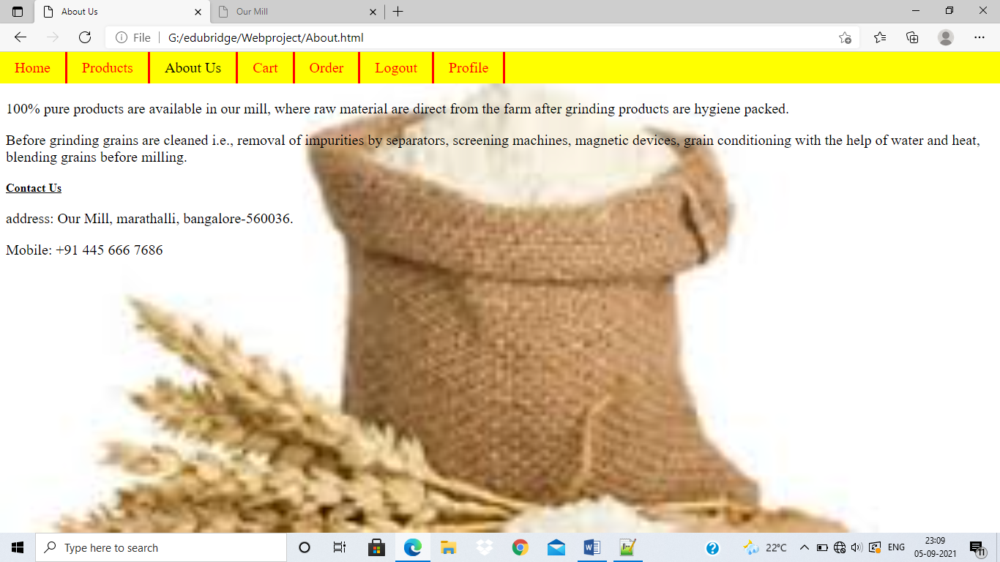 About Us
Our Mill
File
G:/edubridge/Webproject/About.html
Home Products About Us Cart Order Logout Profile
100% pure products are available in our mill, where raw material are direct from the farm after grinding products are hygiene packed.
Before grinding grains are cleaned i.e., removal of impurities by separators, screening machines, magnetic devices, grain conditioning with the help of water and heat,
blending grains before milling.
Contact Us
address: Our Mill, marathalli, bangalore-560036.
Mobile: +91 445 666 7686
Type here to search
22°C
ENG
23:09
05-09-2021
11